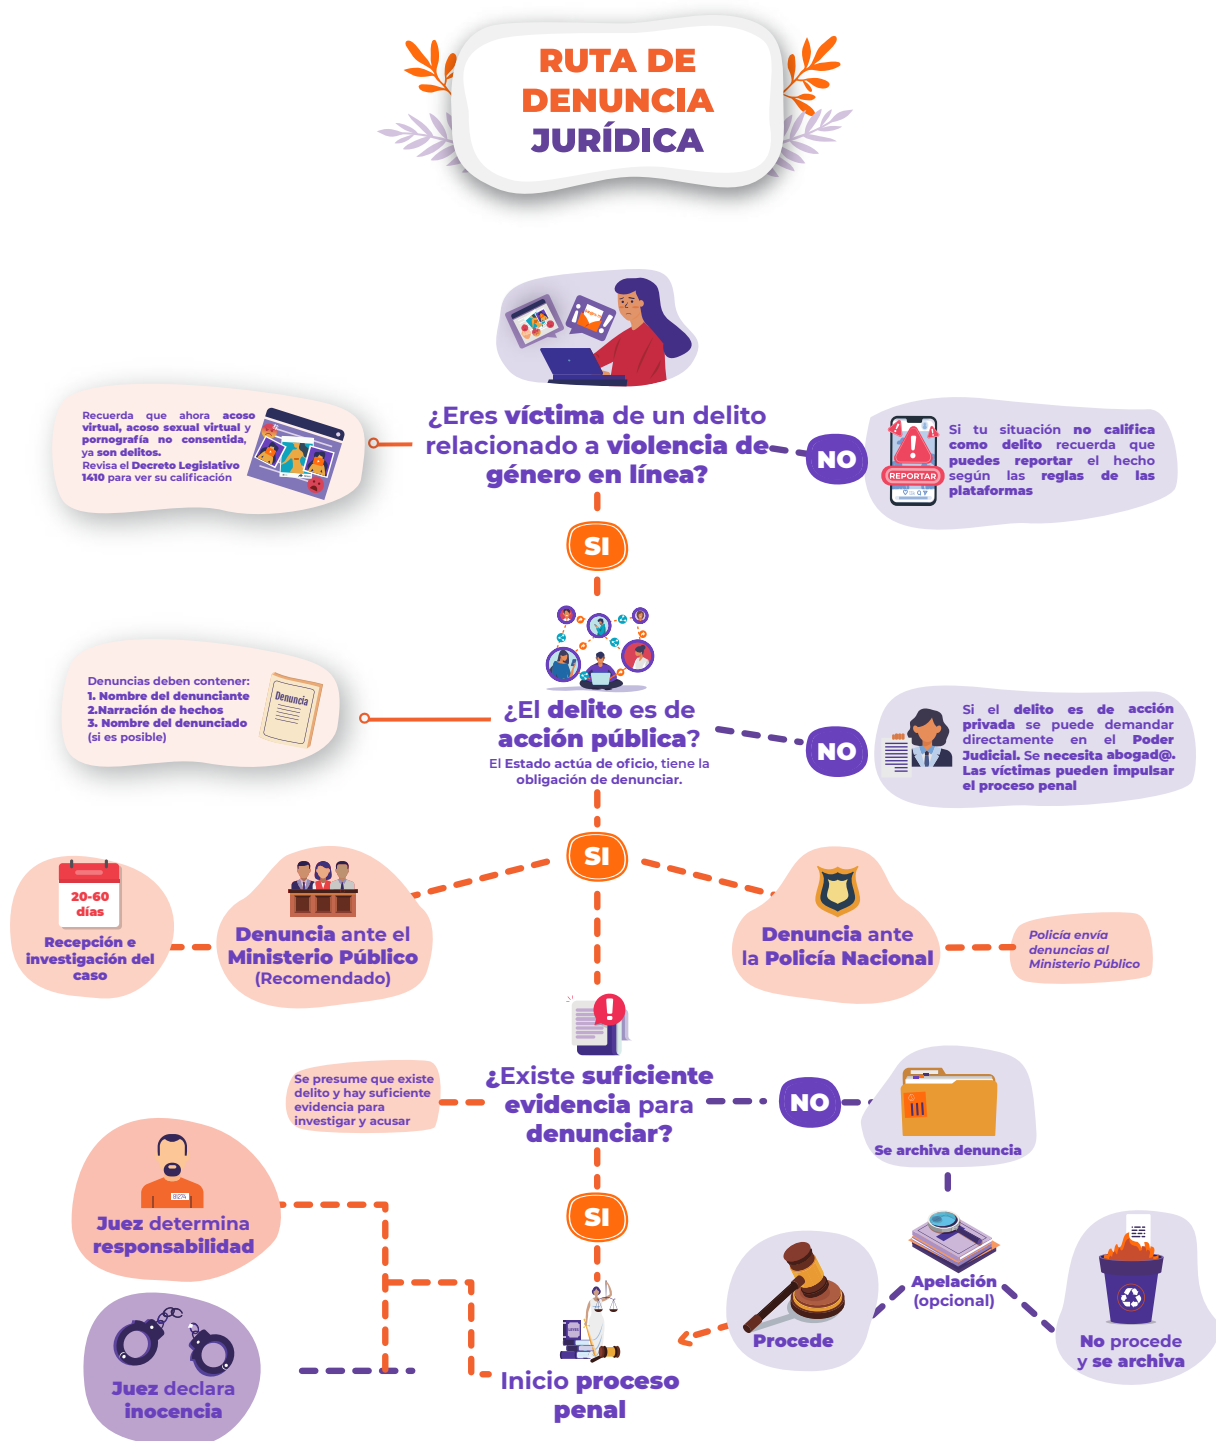 RUTA DE
DENUNCIA
JURÍDICA
¿Eres víctima de un delito
relacionado a violencia de
género en línea?
Recuerda que ahora acoso
virtual, acoso sexual virtual y
pornografía no consentida,
ya son delitos.
Revisa el Decreto Legislativo
1410 para ver su calificación
NO
REPORTAR
Si tu situación no califica
como delito recuerda que
puedes reportar el hecho
según las reglas de las
plataformas
SI
Denuncias deben contener:
1. Nombre del denunciante
2.Narración de hechos
3. Nombre del denunciado
(si es posible)
Denuncia
¿El delito es de
acción pública?
El Estado actúa de oficio, tiene la
obligación de denunciar.
NO
Si el delito es de acción
privada se puede demandar
directamente en el Poder
Judicial. Se necesita abogad@.
Las víctimas pueden impulsar
el proceso penal
SI
20-60
días
Recepción e
investigación del
caso
Denuncia ante el
Ministerio Público
(Recomendado)
Denuncia ante
la Policía Nacional
Policía envía
denuncias al
Ministerio Público
Se presume que existe
delito y hay suficiente
evidencia para
investigar y acusar
¿Existe suficiente
evidencia para
denunciar?
NO
Se archiva denuncia
SI
Juez determina
responsabilidad
Apelación
(opcional)
Procede
No procede
y se archiva
Juez declara
inocencia
Inicio proceso
penal